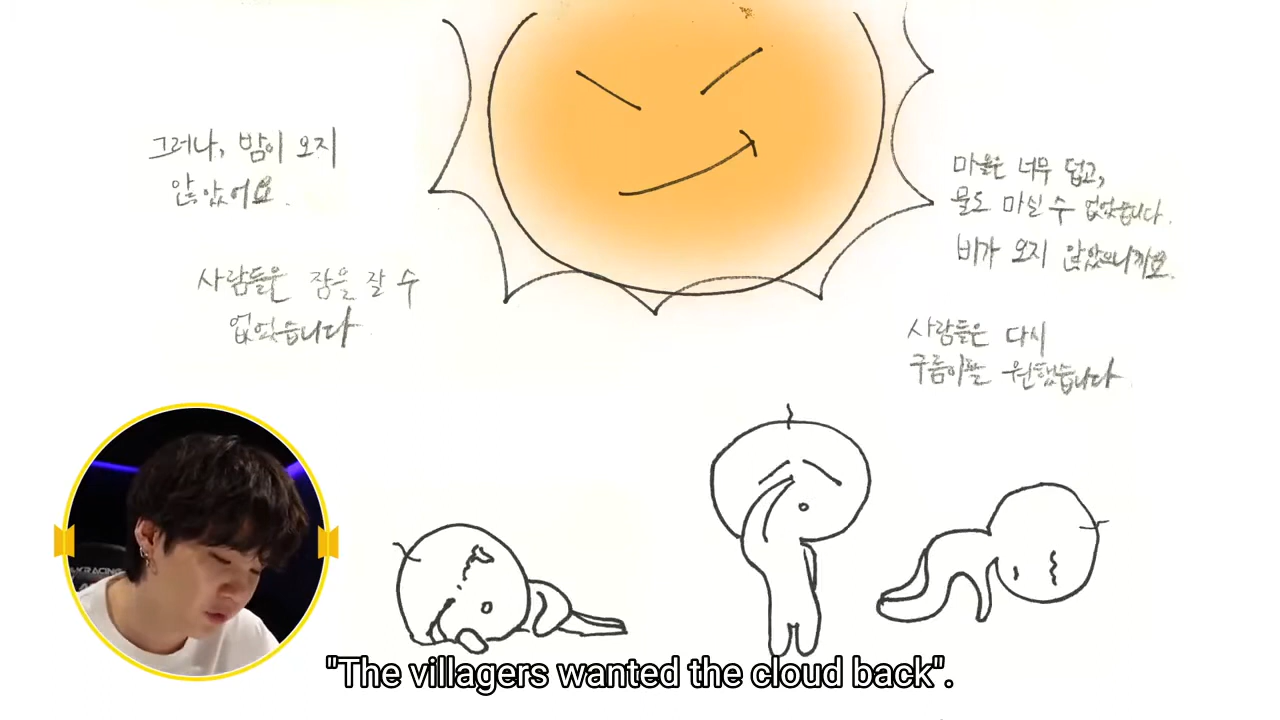 그러나, 밤이 오지
않았어요.
사람들은 잠을 잘 수
없었습니다
마을은 너무 덥고,
물도 마실 수 없었습니다.
비가 오지 않았으니까요.
사람들은 다시
구름이를 원했습니다
RACING
"The villagers wanted the cloud back".